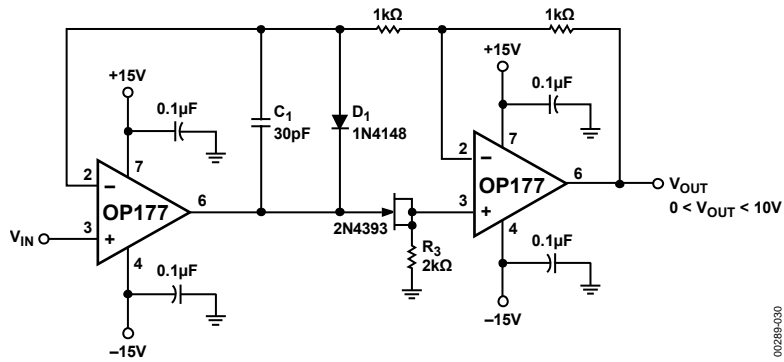 1kΩ
1kΩ
+15V
0.1µF
C1
30pF
D1
1N4148
+15V
0.1µF
7
2
–
OP177
6
3
+
VIN
4
0.1µF
–15V
2N4393
R3
2kΩ
7
2
–
OP177
6
3
+
4
VOUT
0 < VOUT < 10V
0.1µF
–15V
00289-030